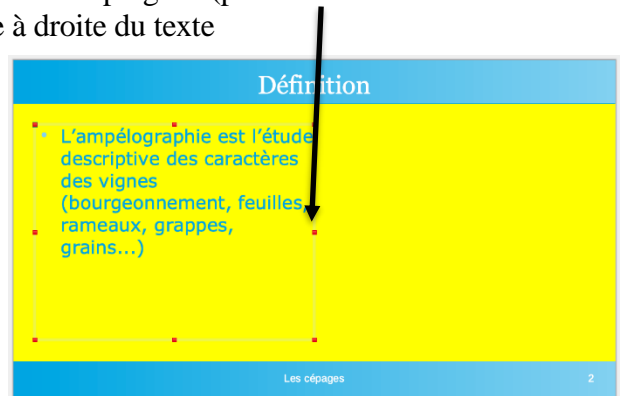 e à droite du texte
Définition
• L'ampélographie est l'étude
descriptive des caractères
des vignes
(bourgeonnement, feuilles,
rameaux, grappes,
grains...)
Les cépages
2